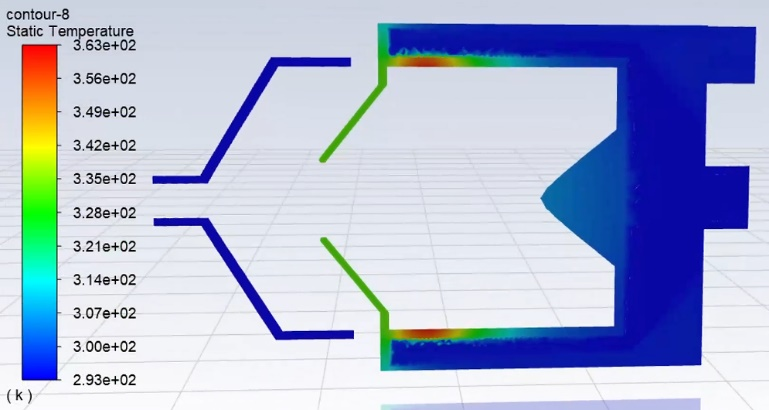 contour-8
Static Temperature
3.63e+02
3.56e+02
3.49e+02
3.42e+02
3.35e+02
3.28e+02
3.21e+02
3.14e+02
3.07e+02
3.00e+02
2.93e+02
( k )